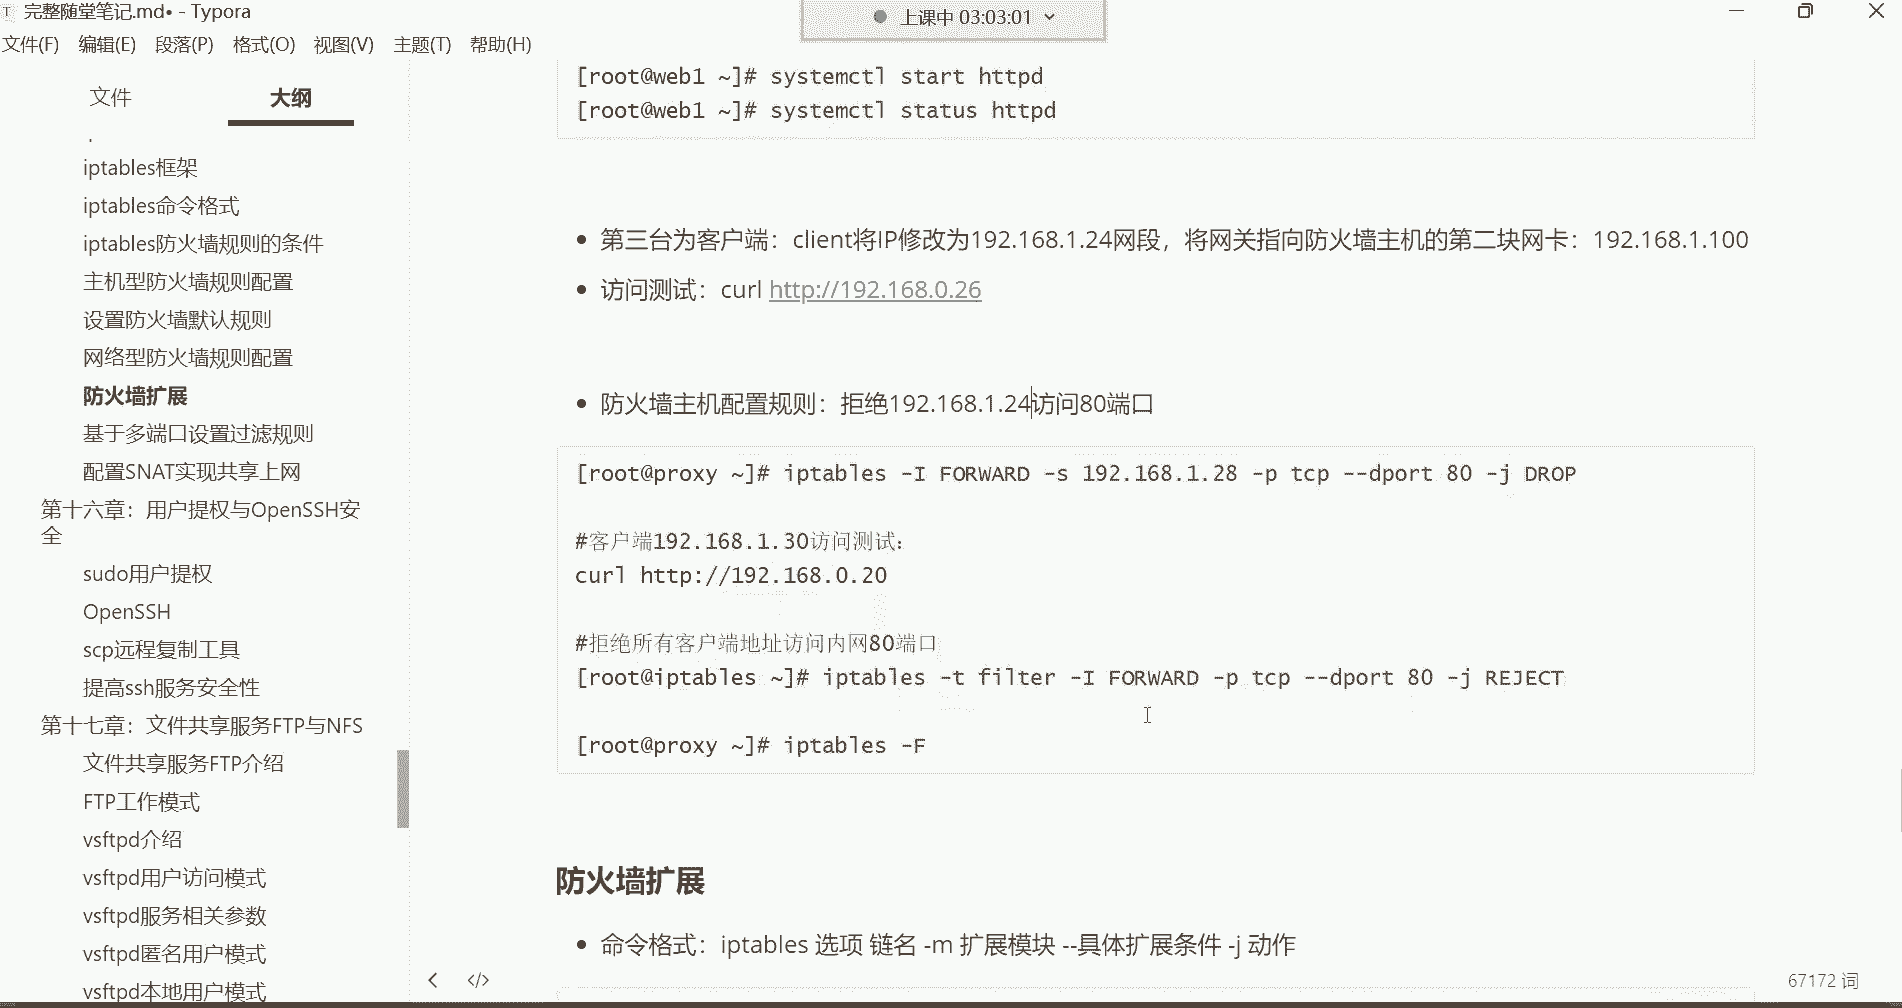 完整随堂笔记.md• - Typora
上课中 03:03:01
文件(F) 编辑(E) 段落(P) 格式(O) 视图(V) 主题(T) 帮助(H)
文件 大纲
iptables框架
iptables命令格式
iptables防火墙规则的条件
主机型防火墙规则配置
设置防火墙默认规则
网络型防火墙规则配置
防火墙扩展
基于多端口设置过滤规则
配置SNAT实现共享上网
第十六章：用户提权与OpenSSH安
全
sudo用户提权
OpenSSH
scp远程复制工具
提高ssh服务安全性
第十七章：文件共享服务FTP与NFS
文件共享服务FTP介绍
FTP工作模式
vsftpd介绍
vsftpd用户访问模式
vsftpd服务相关参数
vsftpd匿名用户模式
vsftpd本地用户模式
[root@web1 ~]# systemctl start httpd
[root@web1 ~]# systemctl status httpd
• 第三台为客户端：client将IP修改为192.168.1.24网段，将网关指向防火墙主机的第二块网卡：192.168.1.100
• 访问测试：curl http://192.168.0.26
• 防火墙主机配置规则：拒绝192.168.1.24访问80端口
[root@proxy ~]# iptables -I FORWARD -s 192.168.1.28 -p tcp --dport 80 -j DROP
#客户端192.168.1.30访问测试：
curl http://192.168.0.20
#拒绝所有客户端地址访问内网80端口
[root@iptables ~]# iptables -t filter -I FORWARD -p tcp --dport 80 -j REJECT
[root@proxy ~]# iptables -F
防火墙扩展
• 命令格式：iptables 选项 链名 -m 扩展模块 --具体扩展条件 -j 动作
67172 词